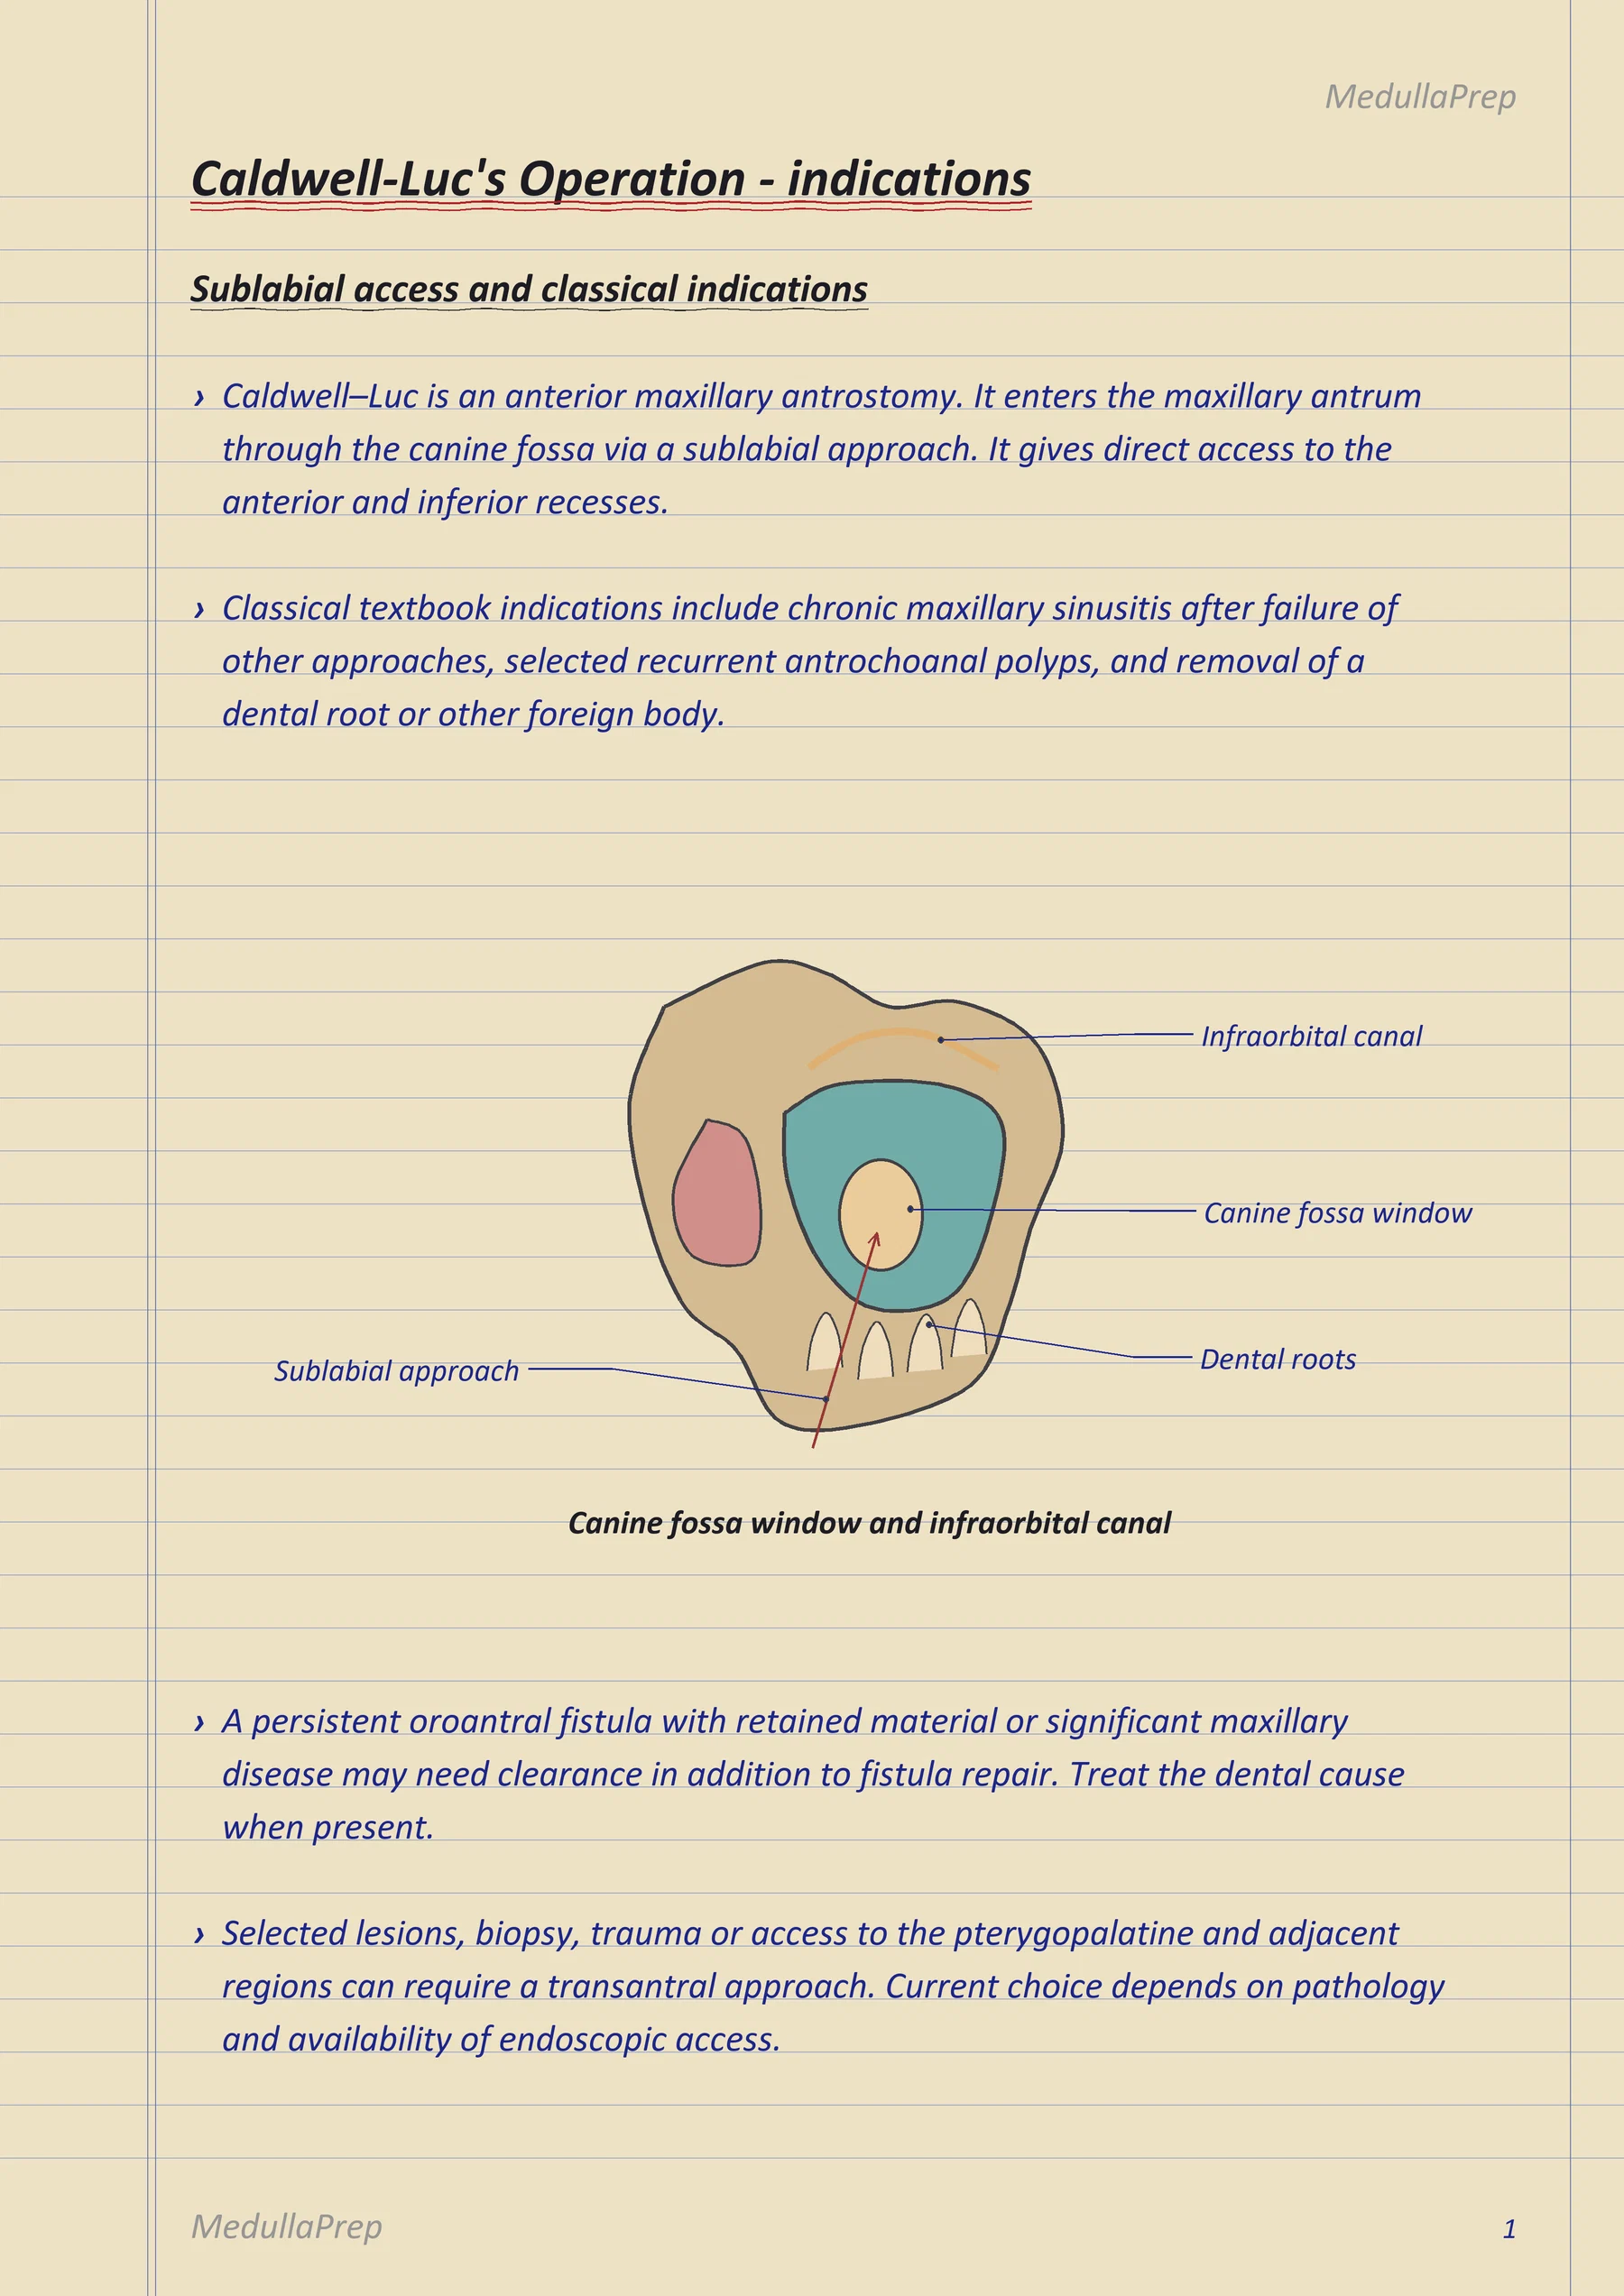 MedullaPrep
Caldwell-Luc's Operation - indications
Sublabial access and classical indications
› Caldwell–Luc is an anterior maxillary antrostomy. It enters the maxillary antrum
through the canine fossa via a sublabial approach. It gives direct access to the
anterior and inferior recesses.
› Classical textbook indications include chronic maxillary sinusitis after failure of
other approaches, selected recurrent antrochoanal polyps, and removal of a
dental root or other foreign body.
Infraorbital canal
Canine fossa window
Dental roots
Sublabial approach
Canine fossa window and infraorbital canal
› A persistent oroantral fistula with retained material or significant maxillary
disease may need clearance in addition to fistula repair. Treat the dental cause
when present.
› Selected lesions, biopsy, trauma or access to the pterygopalatine and adjacent
regions can require a transantral approach. Current choice depends on pathology
and availability of endoscopic access.
MedullaPrep
1